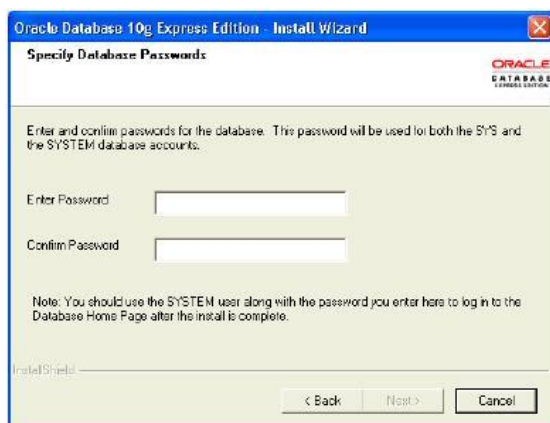 Oracle Database 10g Express Edition - Install Wizard
Specify Database Passwords
ORACLE
DATABASE
EXPRESS EDITION
Enter and confirm passwords for the database. This password will be used for both the SYS and
the SYSTEM database accounts.
Enter Password
Confirm Password
Note: You should use the SYSTEM user along with the password you enter here to log in to the
Database Home Page after the install is complete.
InstallShield
< Back
Next >
Cancel